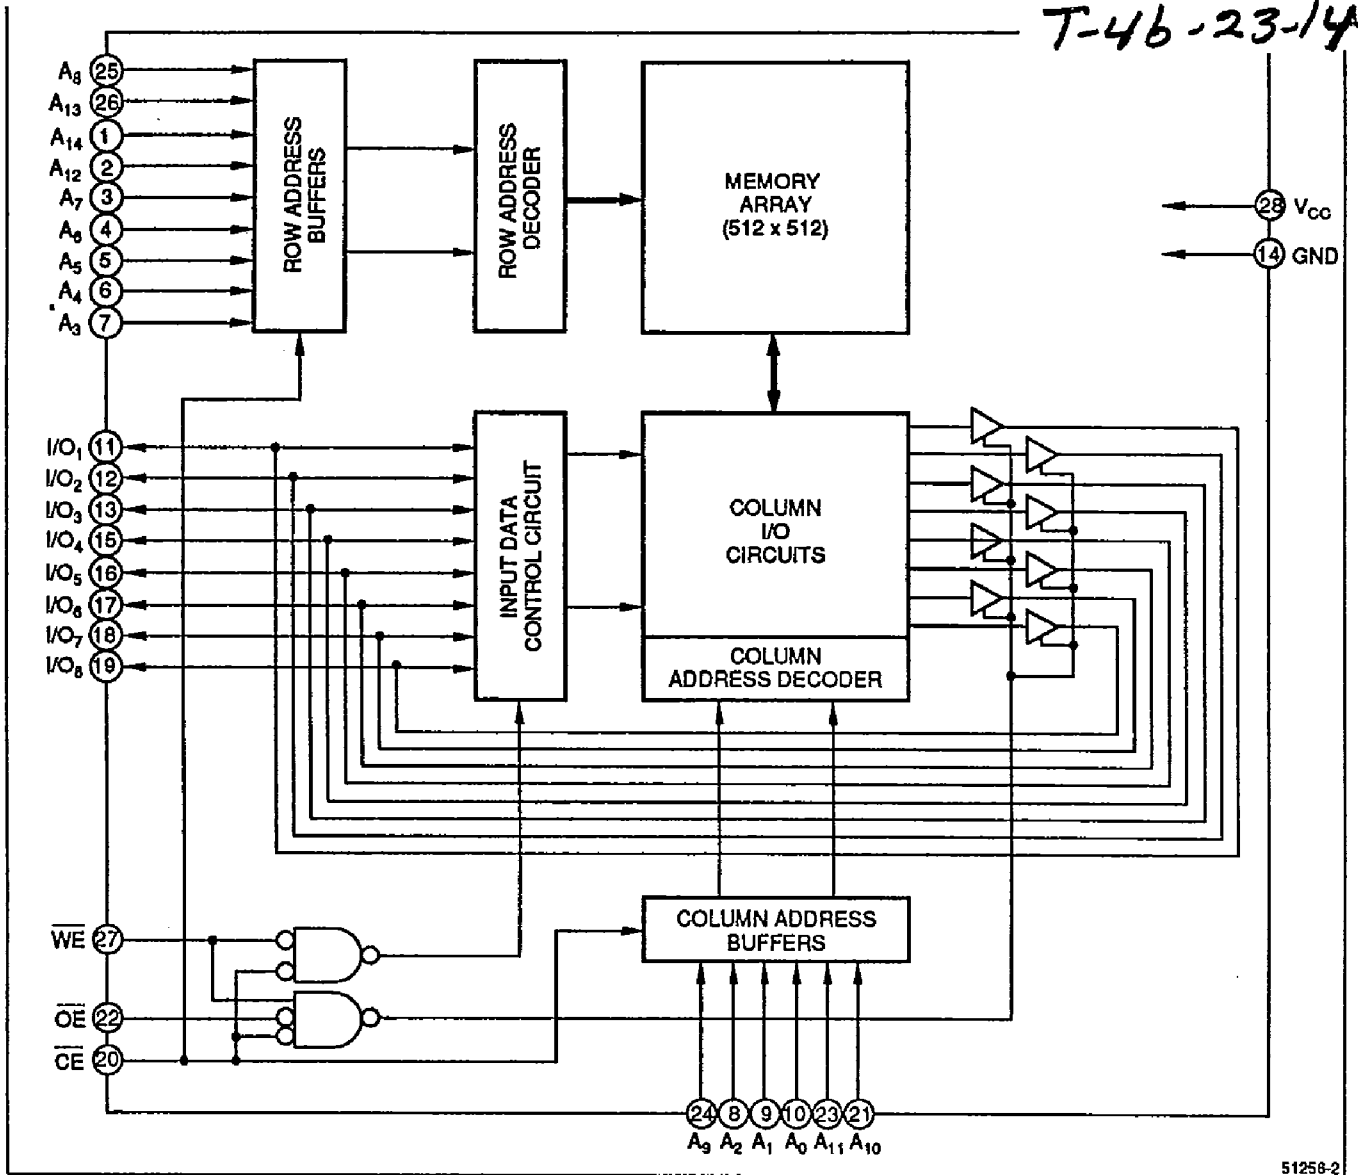 T-46-23-14
A8 25
A13 26
A14 1
A12 2
A7 3
A6 4
A5 5
A4 6
A3 7
ROW ADDRESS
BUFFERS
ROW ADDRESS
DECODER
MEMORY
ARRAY
(512 x 512)
28 VCC
14 GND
I/O1 11
I/O2 12
I/O3 13
I/O4 15
I/O5 16
I/O6 17
I/O7 18
I/O8 19
INPUT DATA
CONTROL CIRCUIT
COLUMN
I/O
CIRCUITS
COLUMN
ADDRESS DECODER
COLUMN ADDRESS
BUFFERS
W̅E̅ 27
O̅E̅ 22
C̅E̅ 20
24 8 9 10 23 21
A9 A2 A1 A0 A11 A10
51256-2